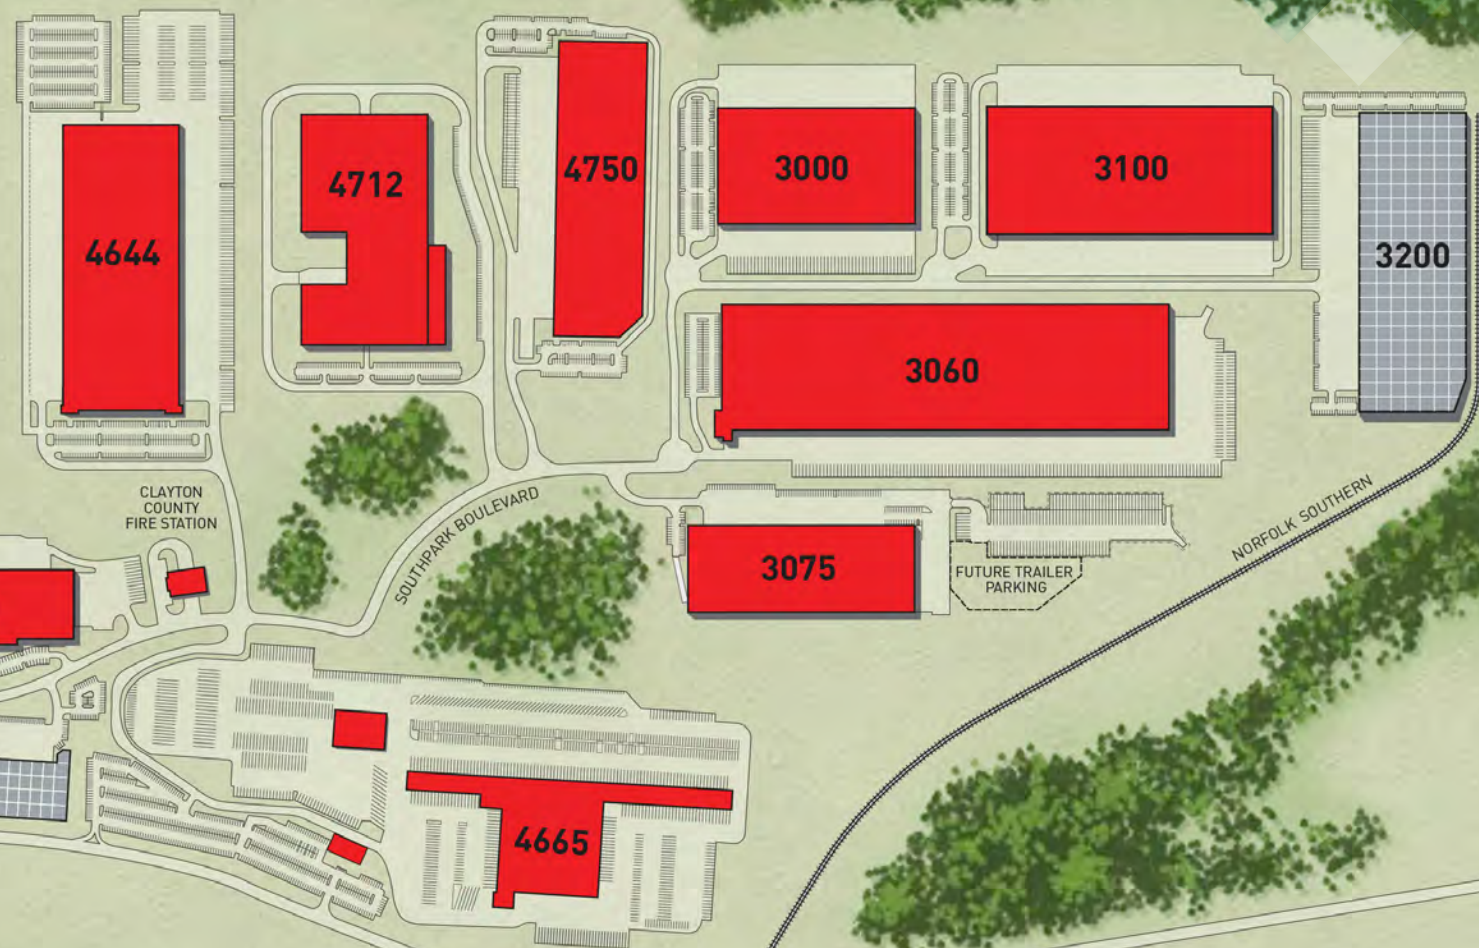 4750
3000
3100
4712
4644
3200
3060
CLAYTON
COUNTY
FIRE STATION
SOUTHPARK BOULEVARD
NORFOLK SOUTHERN
3075
FUTURE TRAILER
PARKING
4665